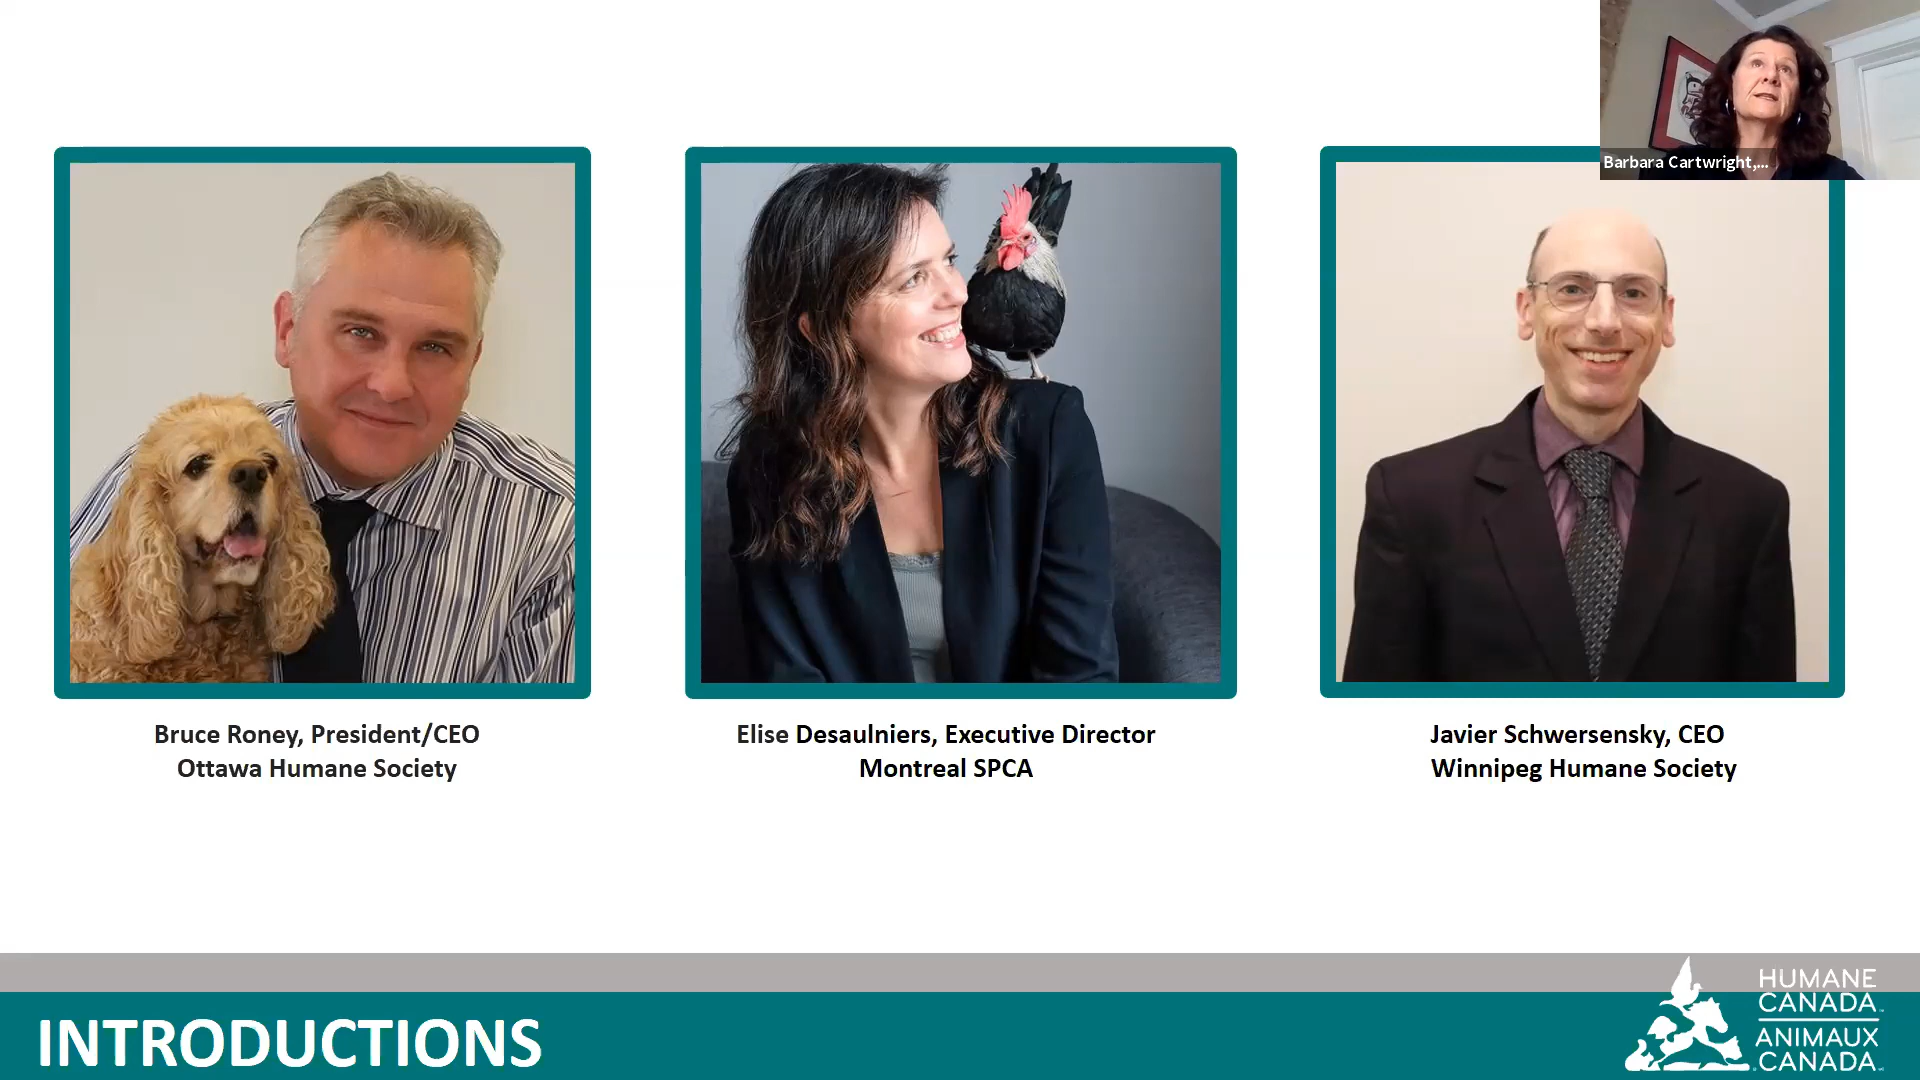 Barbara Cartwright,...
Bruce Roney, President/CEO
Ottawa Humane Society
Elise Desaulniers, Executive Director
Montreal SPCA
Javier Schwersensky, CEO
Winnipeg Humane Society
INTRODUCTIONS
HUMANE
CANADA
ANIMAUX
CANADA